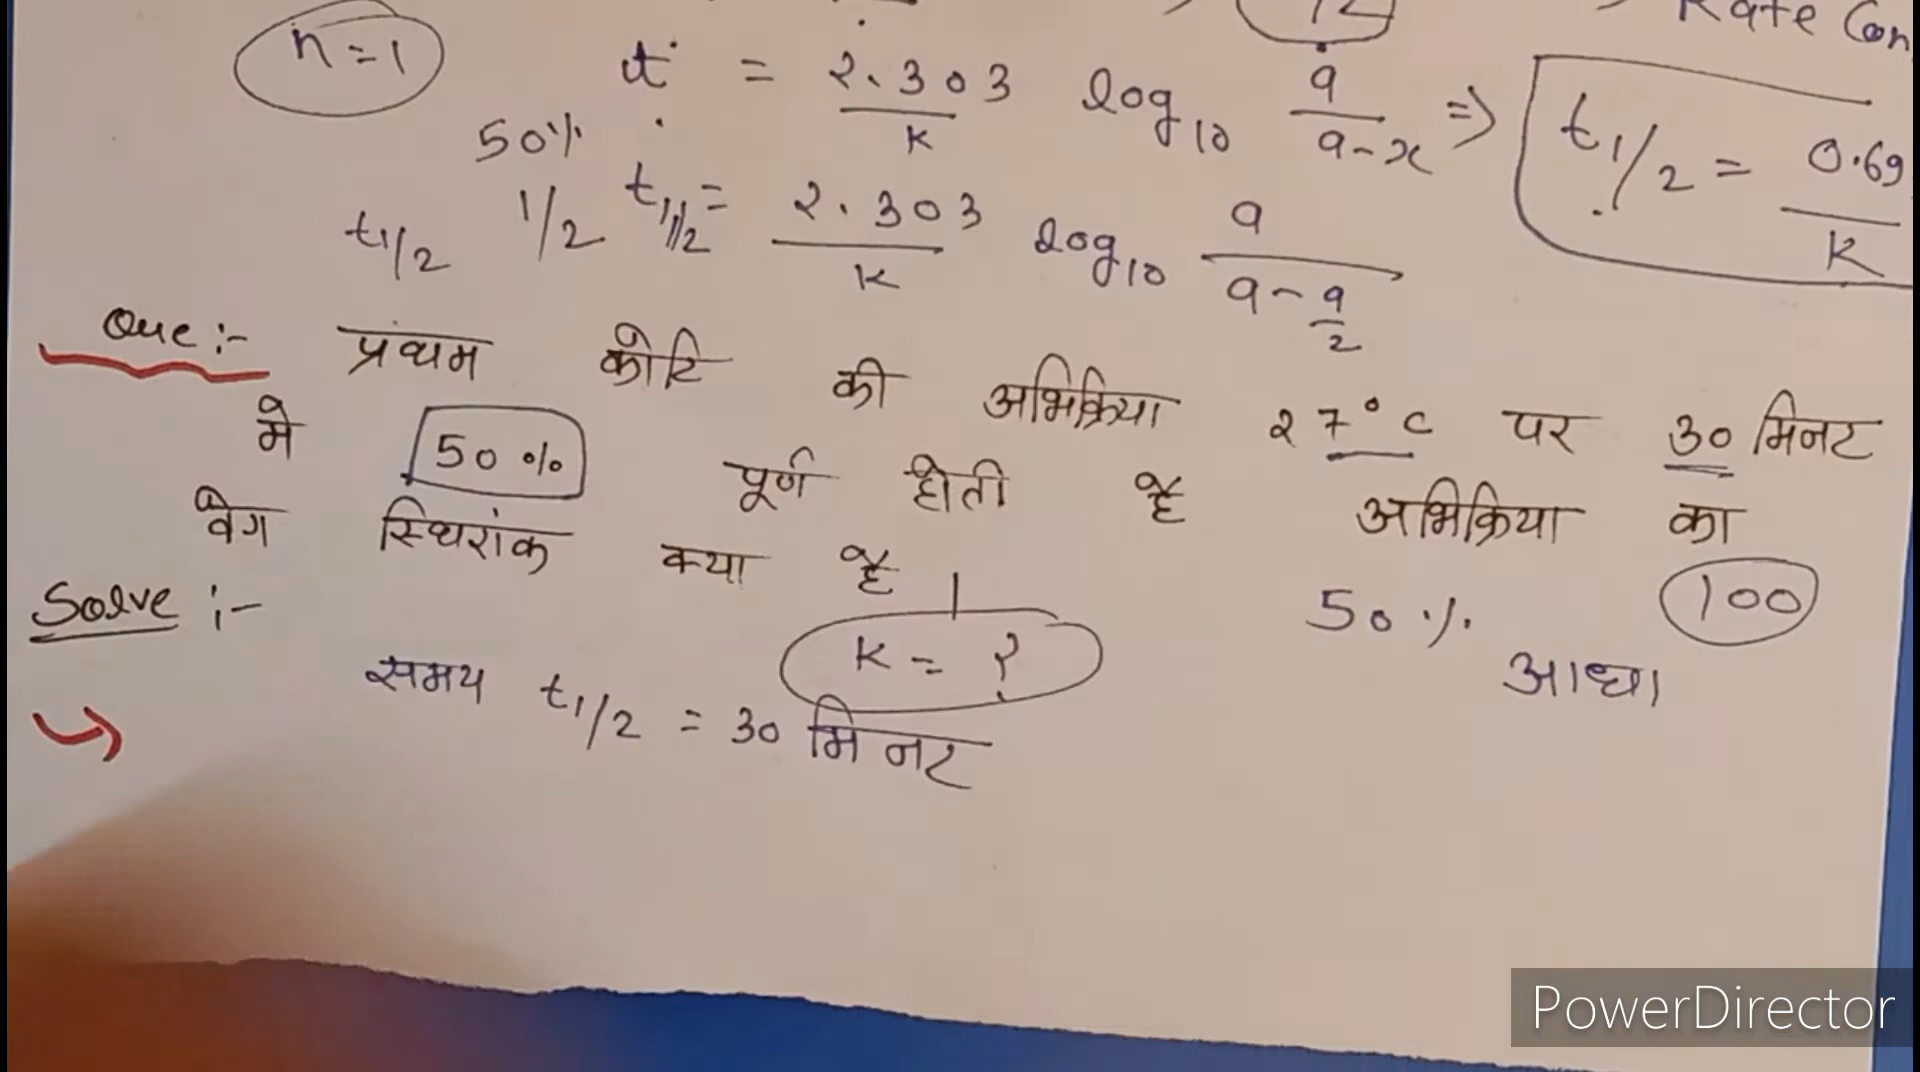 Rate Con
n = 1
t = 2.303 / K log10 a / a-x ⇒ t1/2 = 0.69 / K
50%
t1/2 1/2 t1/2 = 2.303 / K log10 a / a - a/2
Que :- प्रंथम कोटि की अभिक्रिया 27°c पर 30 मिनट
मे 50 % पूर्ण होती है अभिक्रिया का
वेग स्थिरांक क्या है |
50 % 100
Solve :-
K = ?
आधा
समय t1/2 = 30 मिनट
PowerDirector